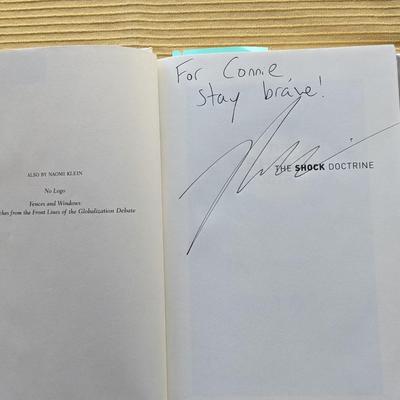 ALSO BY NAOMI KLEIN
No Logo
Fences and Windows:
from the Front Lines of the Globalization Debate
For Connie,
stay brave!
THE SHOCK DOCTRINE